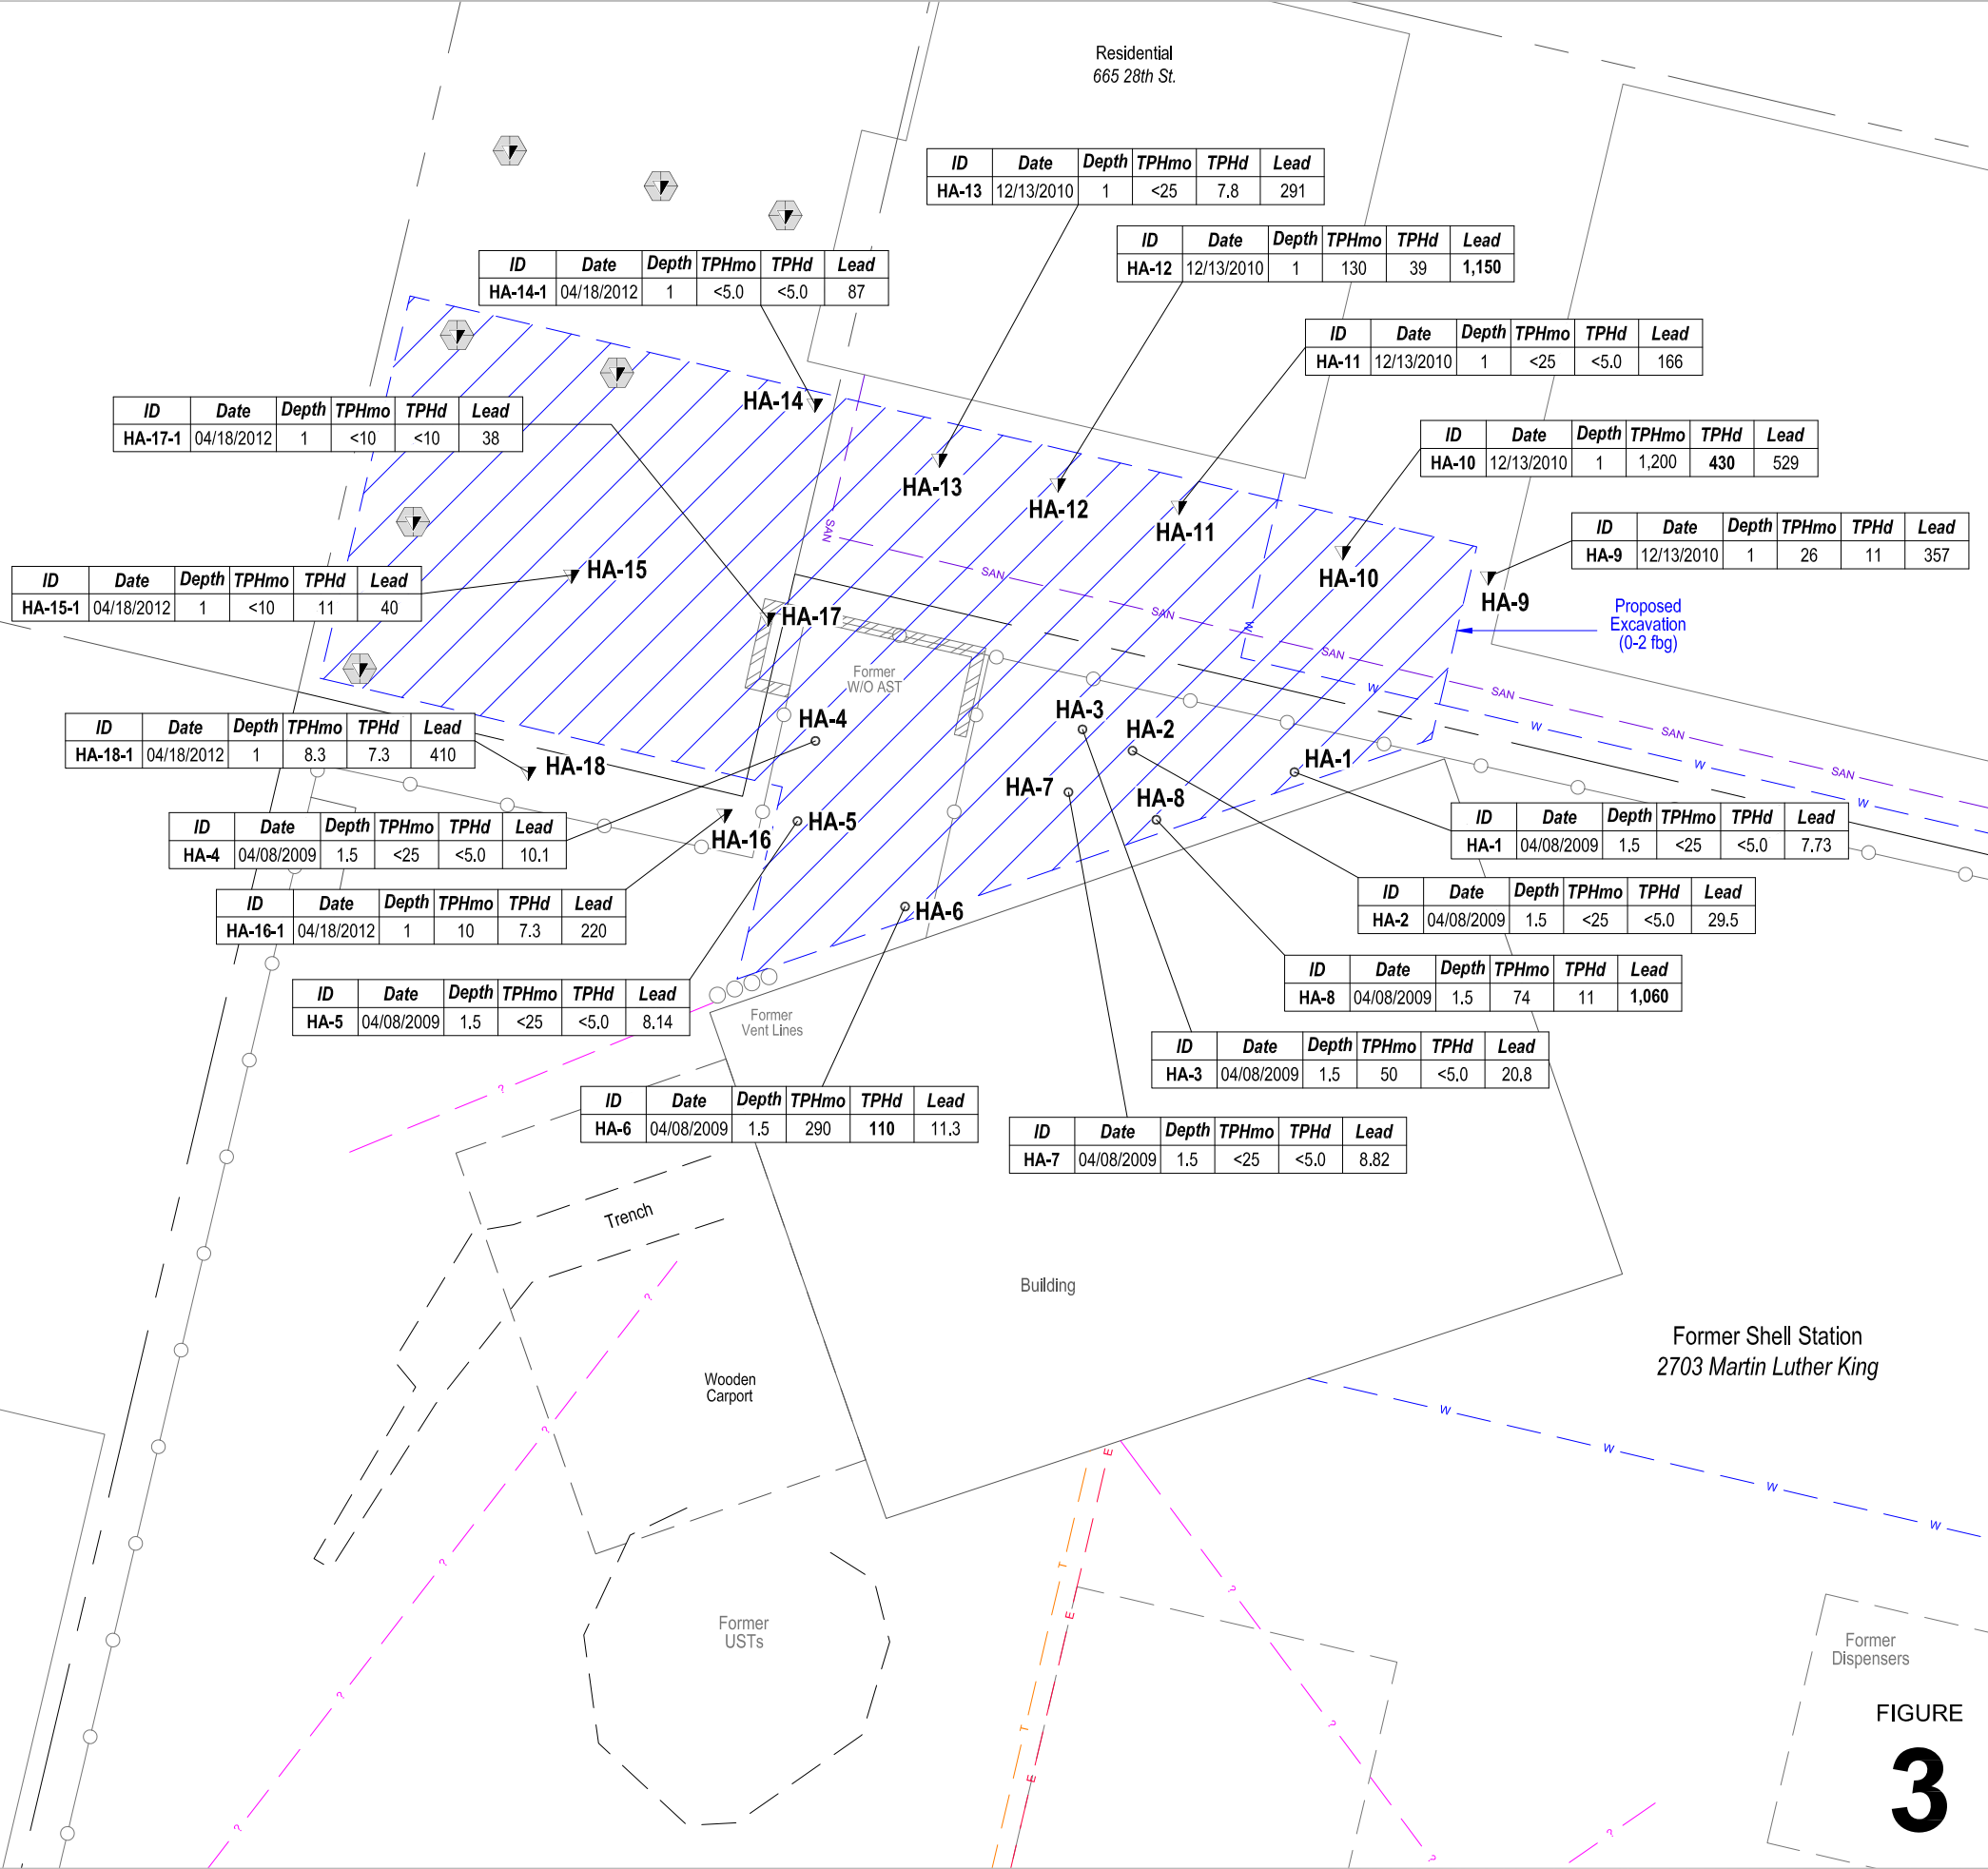 Residential
665 28th St.
ID Date Depth TPHmo TPHd Lead
HA-13 12/13/2010 1 <25 7.8 291
ID Date Depth TPHmo TPHd Lead
HA-12 12/13/2010 1 130 39 1,150
ID Date Depth TPHmo TPHd Lead
HA-14-1 04/18/2012 1 <5.0 <5.0 87
ID Date Depth TPHmo TPHd Lead
HA-11 12/13/2010 1 <25 <5.0 166
ID Date Depth TPHmo TPHd Lead
HA-17-1 04/18/2012 1 <10 <10 38
HA-14
ID Date Depth TPHmo TPHd Lead
HA-10 12/13/2010 1 1,200 430 529
HA-13
HA-12
HA-11
SAN
ID Date Depth TPHmo TPHd Lead
HA-9 12/13/2010 1 26 11 357
ID Date Depth TPHmo TPHd Lead
HA-15-1 04/18/2012 1 <10 11 40
HA-15
SAN
HA-10
HA-9
SAN
HA-17
W
Proposed
Excavation
(0-2 fbg)
SAN
Former
W/O AST
W
SAN
HA-4
HA-3
HA-2
W
SAN
ID Date Depth TPHmo TPHd Lead
HA-18-1 04/18/2012 1 8.3 7.3 410
HA-18
HA-1
W
SAN
HA-7
HA-8
W
ID Date Depth TPHmo TPHd Lead
HA-4 04/08/2009 1.5 <25 <5.0 10.1
HA-16
HA-5
ID Date Depth TPHmo TPHd Lead
HA-1 04/08/2009 1.5 <25 <5.0 7.73
ID Date Depth TPHmo TPHd Lead
HA-16-1 04/18/2012 1 10 7.3 220
HA-6
ID Date Depth TPHmo TPHd Lead
HA-2 04/08/2009 1.5 <25 <5.0 29.5
ID Date Depth TPHmo TPHd Lead
HA-8 04/08/2009 1.5 74 11 1,060
ID Date Depth TPHmo TPHd Lead
HA-5 04/08/2009 1.5 <25 <5.0 8.14
Former
Vent Lines
ID Date Depth TPHmo TPHd Lead
HA-3 04/08/2009 1.5 50 <5.0 20.8
?
ID Date Depth TPHmo TPHd Lead
HA-6 04/08/2009 1.5 290 110 11.3
ID Date Depth TPHmo TPHd Lead
HA-7 04/08/2009 1.5 <25 <5.0 8.82
Trench
Building
?
Former Shell Station
2703 Martin Luther King
Wooden
Carport
W
?
W
E
W
W
?
T
?
E
Former
USTs
Former
Dispensers
?
T
?
FIGURE
3
E
?
?
?